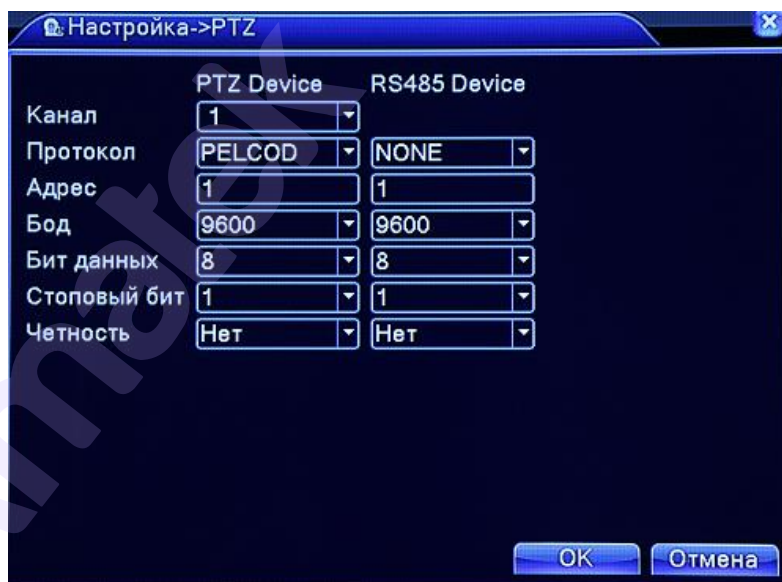 Настройка->PTZ
PTZ Device RS485 Device
Канал 1
Протокол PELCOD NONE
Адрес 1 1
Бод 9600 9600
Бит данных 8 8
Стоповый бит 1 1
Четность Нет Нет
OK Отмена